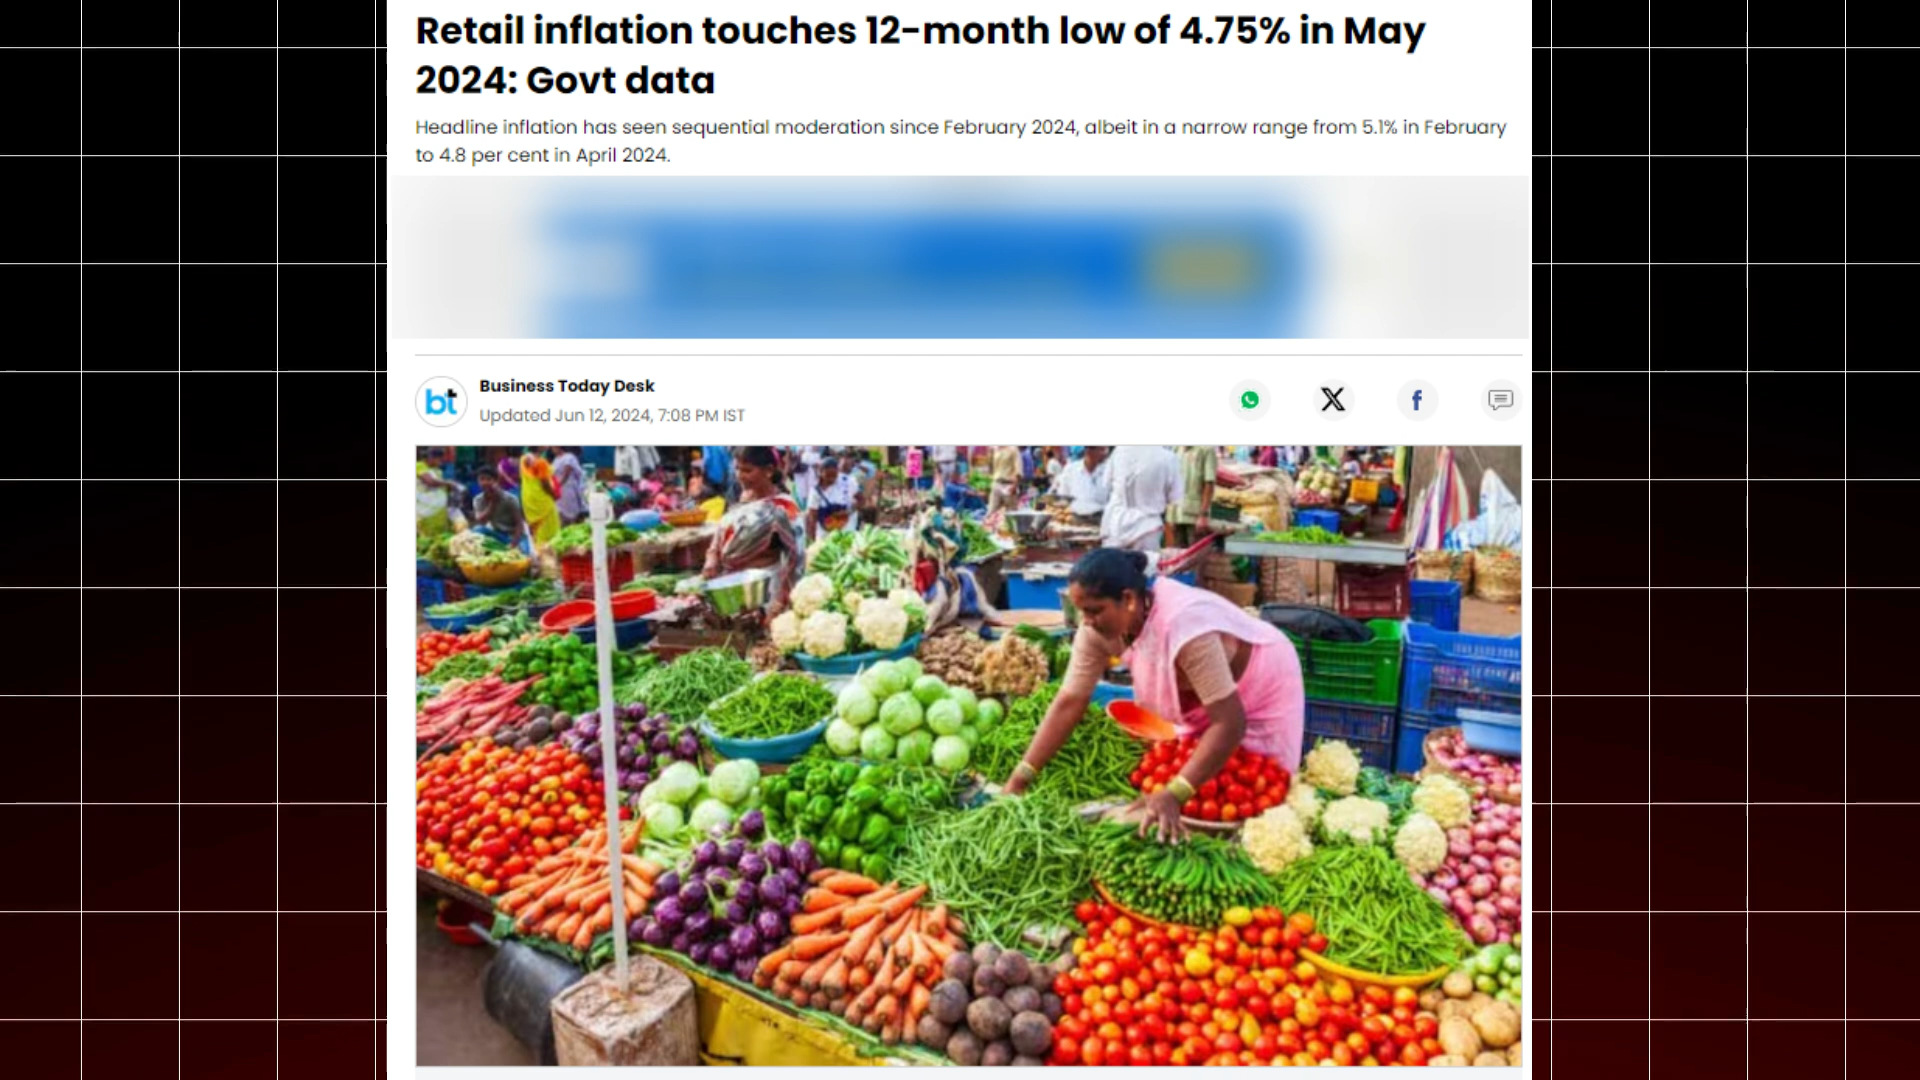 Retail inflation touches 12-month low of 4.75% in May
2024: Govt data
Headline inflation has seen sequential moderation since February 2024, albeit in a narrow range from 5.1% in February
to 4.8 per cent in April 2024.
bt
Business Today Desk
Updated Jun 12, 2024, 7:08 PM IST